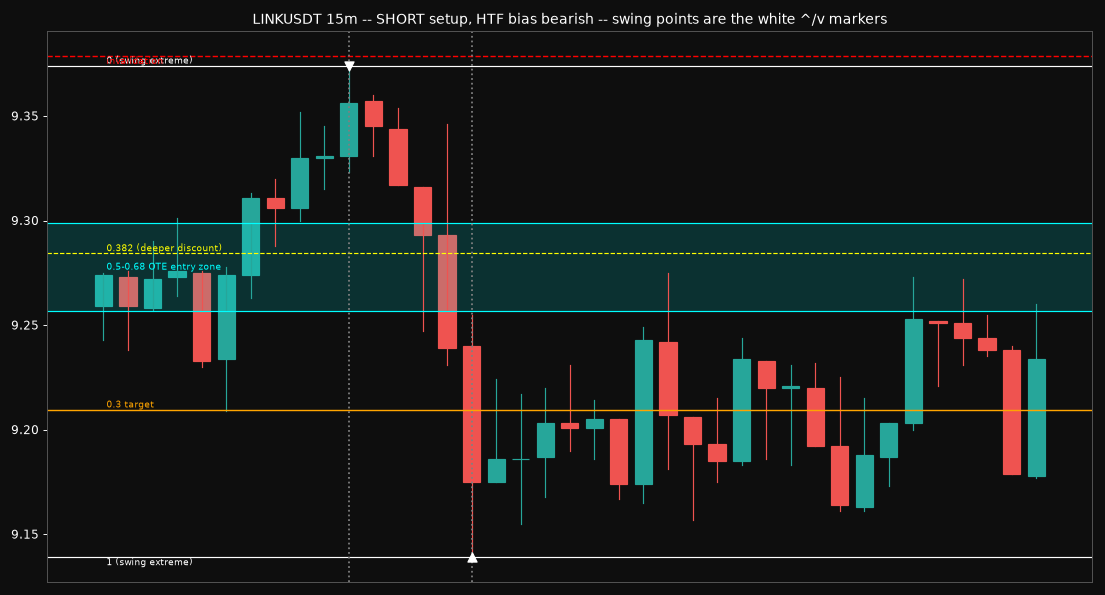 LINKUSDT 15m -- SHORT setup, HTF bias bearish -- swing points are the white ^/v markers
0 (swing extreme)
9.35
9.30
0.382 (deeper discount)
0.5-0.68 OTE entry zone
9.25
0.3 target
9.20
9.15
1 (swing extreme)